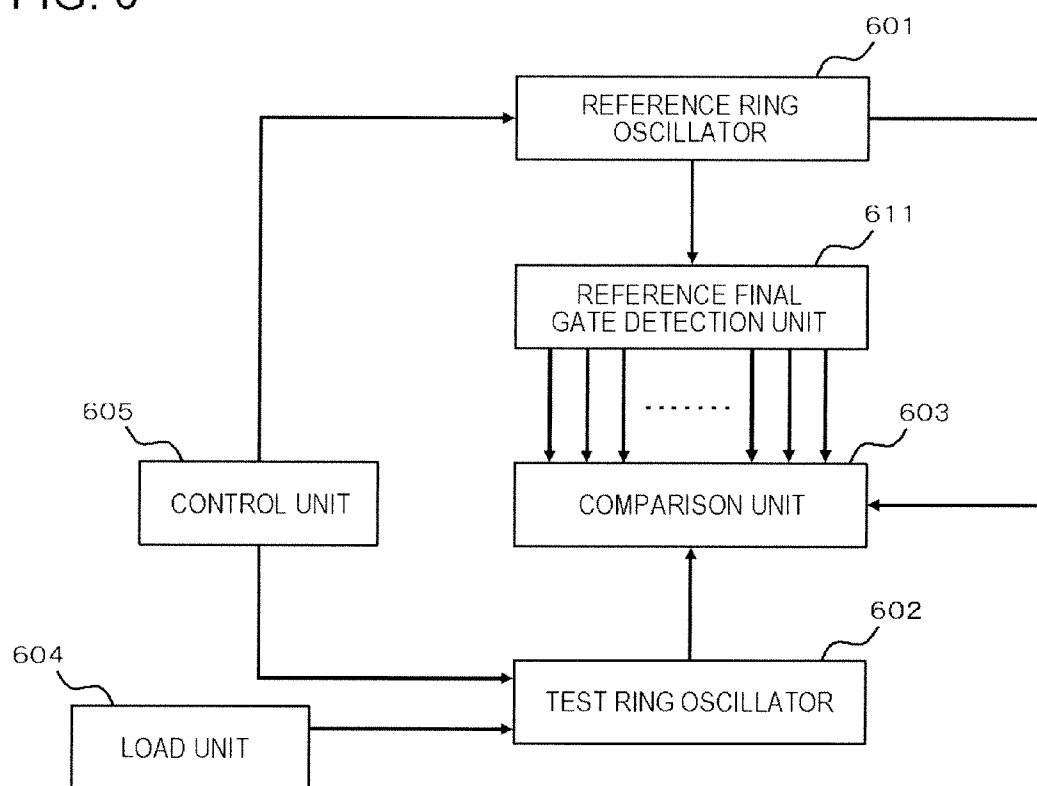 601
REFERENCE RING
OSCILLATOR
611
REFERENCE FINAL
GATE DETECTION UNIT
605
603
CONTROL UNIT
COMPARISON UNIT
602
604
TEST RING OSCILLATOR
LOAD UNIT